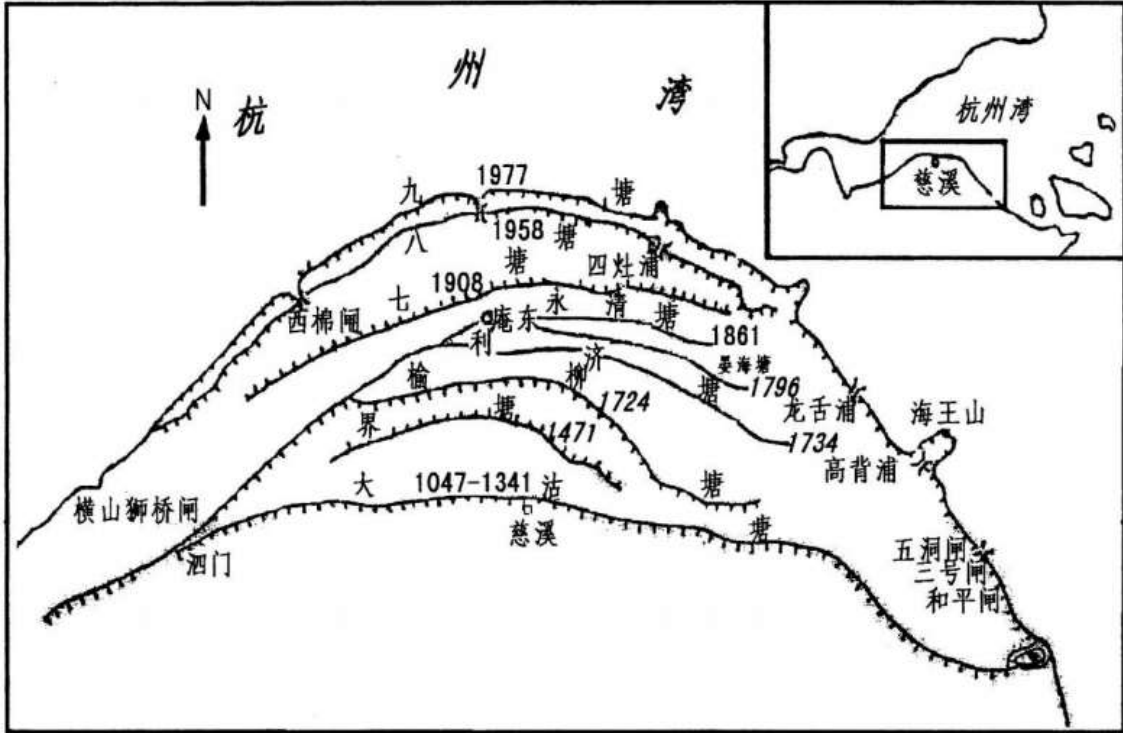 N
杭 州 湾
九 1977 塘
八 1958 塘
七 1908 塘
四灶浦
西棉闸
永清塘
1861
庵东
利济塘
1734
晏海塘
1796
榆柳塘
1724
界塘
1471
大沽塘
1047-1341
慈溪
龙舌浦
海王山
高背浦
横山狮桥闸
泗门
五洞闸
三号闸
和平闸
杭州湾
慈溪